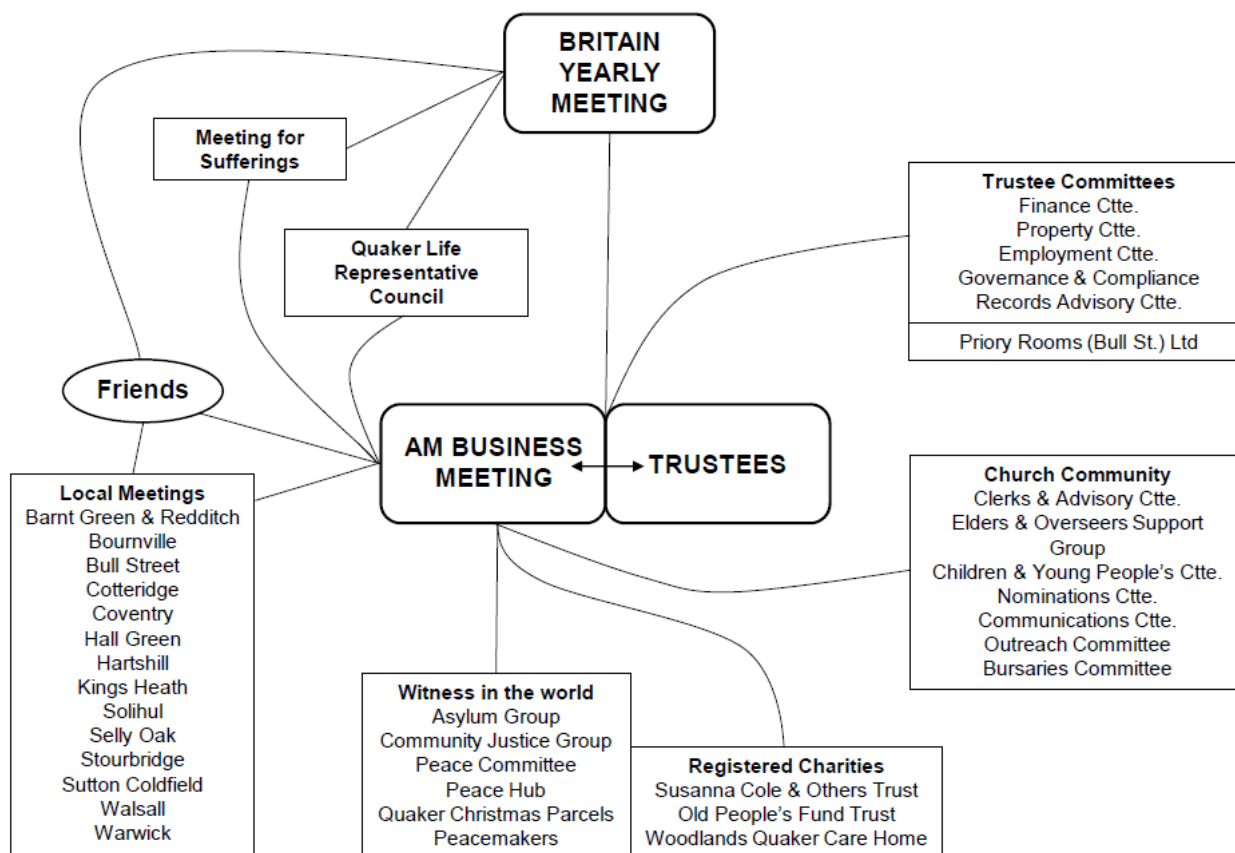 BRITAIN
YEARLY
MEETING
Meeting for
Sufferings
Quaker Life
Representative
Council
Trustee Committees
Finance Ctte.
Property Ctte.
Employment Ctte.
Governance & Compliance
Records Advisory Ctte.
Priory Rooms (Bull St.) Ltd
Friends
AM BUSINESS
MEETING
TRUSTEES
Local Meetings
Barnt Green & Redditch
Bournville
Bull Street
Cotteridge
Coventry
Hall Green
Hartshill
Kings Heath
Solihul
Selly Oak
Stourbridge
Sutton Coldfield
Walsall
Warwick
Church Community
Clerks & Advisory Ctte.
Elders & Overseers Support
Group
Children & Young People's Ctte.
Nominations Ctte.
Communications Ctte.
Outreach Committee
Bursaries Committee
Witness in the world
Asylum Group
Community Justice Group
Peace Committee
Peace Hub
Quaker Christmas Parcels
Peacemakers
Registered Charities
Susanna Cole & Others Trust
Old People's Fund Trust
Woodlands Quaker Care Home